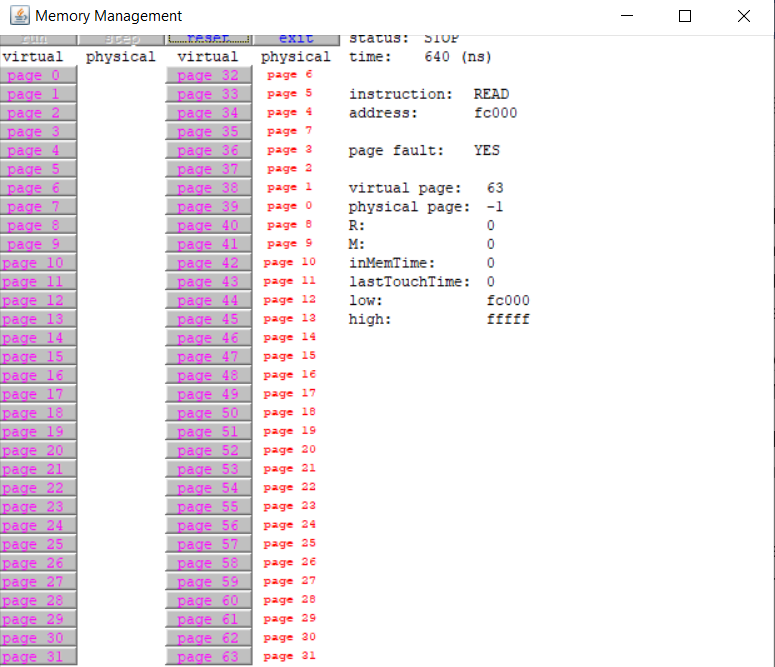 Memory Management
run step reset exit status: STOP
virtual physical virtual physical time: 640 (ns)
page 0 page 32 page 6
page 1 page 33 page 5 instruction: READ
page 2 page 34 page 4 address: fc000
page 3 page 35 page 7
page 4 page 36 page 3 page fault: YES
page 5 page 37 page 2
page 6 page 38 page 1 virtual page: 63
page 7 page 39 page 0 physical page: -1
page 8 page 40 page 8 R: 0
page 9 page 41 page 9 M: 0
page 10 page 42 page 10 inMemTime: 0
page 11 page 43 page 11 lastTouchTime: 0
page 12 page 44 page 12 low: fc000
page 13 page 45 page 13 high: fffff
page 14 page 46 page 14
page 15 page 47 page 15
page 16 page 48 page 16
page 17 page 49 page 17
page 18 page 50 page 18
page 19 page 51 page 19
page 20 page 52 page 20
page 21 page 53 page 21
page 22 page 54 page 22
page 23 page 55 page 23
page 24 page 56 page 24
page 25 page 57 page 25
page 26 page 58 page 26
page 27 page 59 page 27
page 28 page 60 page 28
page 29 page 61 page 29
page 30 page 62 page 30
page 31 page 63 page 31